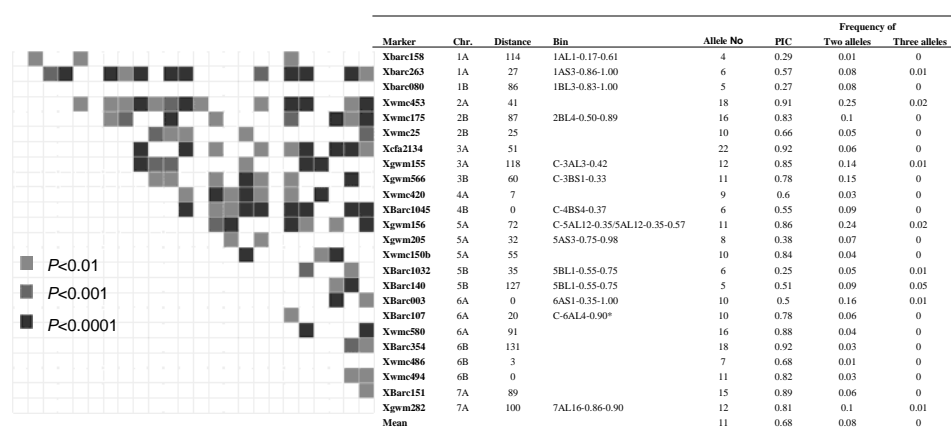 Frequency of
Marker Chr. Distance Bin Allele No PIC Two alleles Three alleles
Xbarc158 1A 114 1AL1-0.17-0.61 4 0.29 0.01 0
Xbarc263 1A 27 1AS3-0.86-1.00 6 0.57 0.08 0.01
Xbarc080 1B 86 1BL3-0.83-1.00 5 0.27 0.08 0
Xwmc453 2A 41 18 0.91 0.25 0.02
Xwmc175 2B 87 2BL4-0.50-0.89 16 0.83 0.1 0
Xwmc25 2B 25 10 0.66 0.05 0
Xcfa2134 3A 51 22 0.92 0.06 0
Xgwm155 3A 118 C-3AL3-0.42 12 0.85 0.14 0.01
Xgwm566 3B 60 C-3BS1-0.33 11 0.78 0.15 0
Xwmc420 4A 7 9 0.6 0.03 0
XBarc1045 4B 0 C-4BS4-0.37 6 0.55 0.09 0
Xgwm156 5A 72 C-5AL12-0.35/5AL12-0.35-0.57 11 0.86 0.24 0.02
Xgwm205 5A 32 5AS3-0.75-0.98 8 0.38 0.07 0
Xwmc150b 5A 55 10 0.84 0.04 0
XBarc1032 5B 35 5BL1-0.55-0.75 6 0.25 0.05 0.01
XBarc140 5B 127 5BL1-0.55-0.75 5 0.51 0.09 0.05
XBarc003 6A 0 6AS1-0.35-1.00 10 0.5 0.16 0.01
XBarc107 6A 20 C-6AL4-0.90* 10 0.78 0.06 0
Xwmc580 6A 91 16 0.88 0.04 0
XBarc354 6B 131 18 0.92 0.03 0
Xwmc486 6B 3 7 0.68 0.01 0
Xwmc494 6B 0 11 0.82 0.03 0
XBarc151 7A 89 15 0.89 0.06 0
Xgwm282 7A 100 7AL16-0.86-0.90 12 0.81 0.1 0.01
Mean 11 0.68 0.08 0
P<0.01
P<0.001
P<0.0001